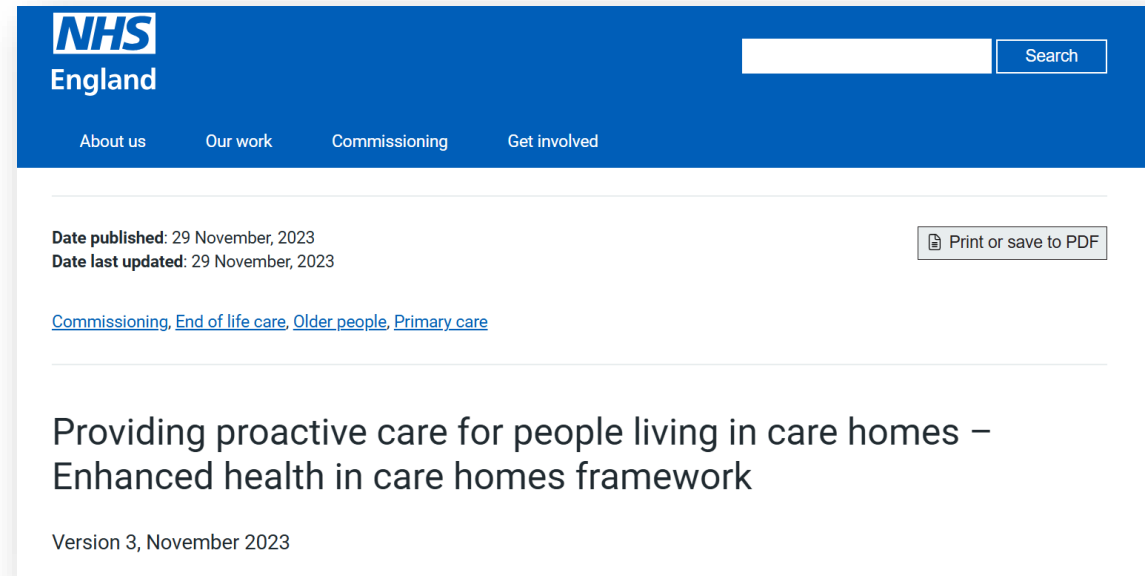 NHS
England
Search
About us Our work Commissioning Get involved
Date published: 29 November, 2023
Print or save to PDF
Date last updated: 29 November, 2023
Commissioning, End of life care, Older people, Primary care
Providing proactive care for people living in care homes –
Enhanced health in care homes framework
Version 3, November 2023